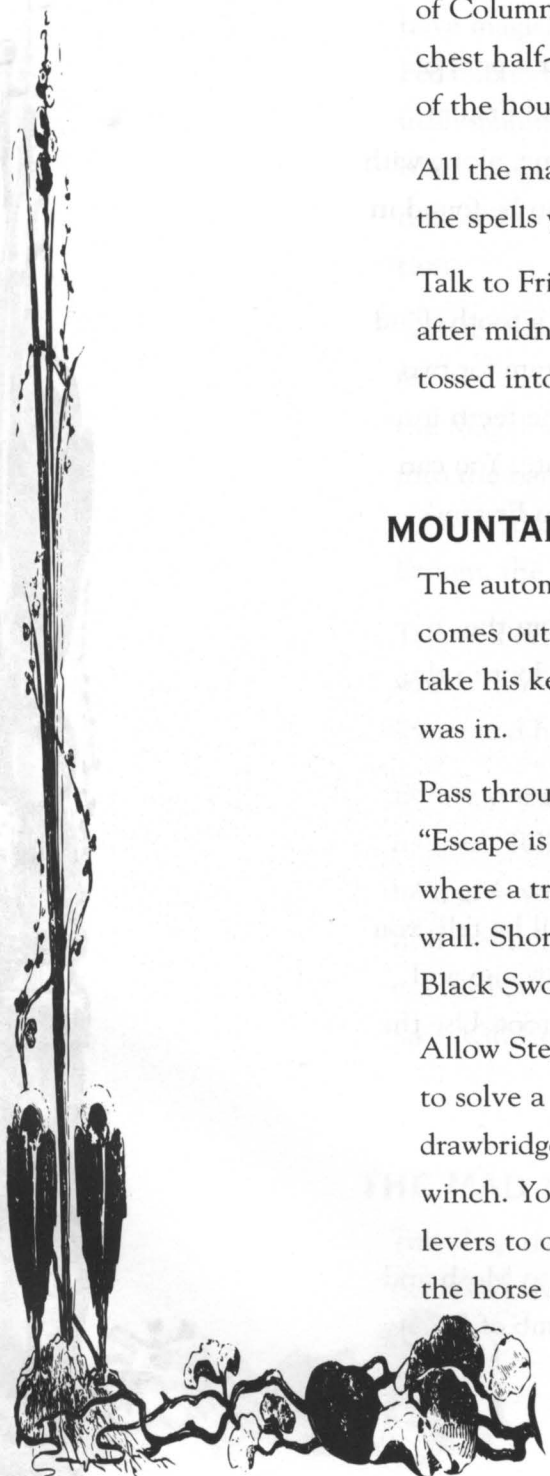 of Column
chest half-
of the hou
All the ma
the spells
Talk to Fri
after midn
tossed into
MOUNTAI
The auton
comes out
take his ke
was in.
Pass throu
“Escape is
where a tr
wall. Shor
Black Swo
Allow Ste
to solve a
drawbridge
winch. Yo
levers to o
the horse